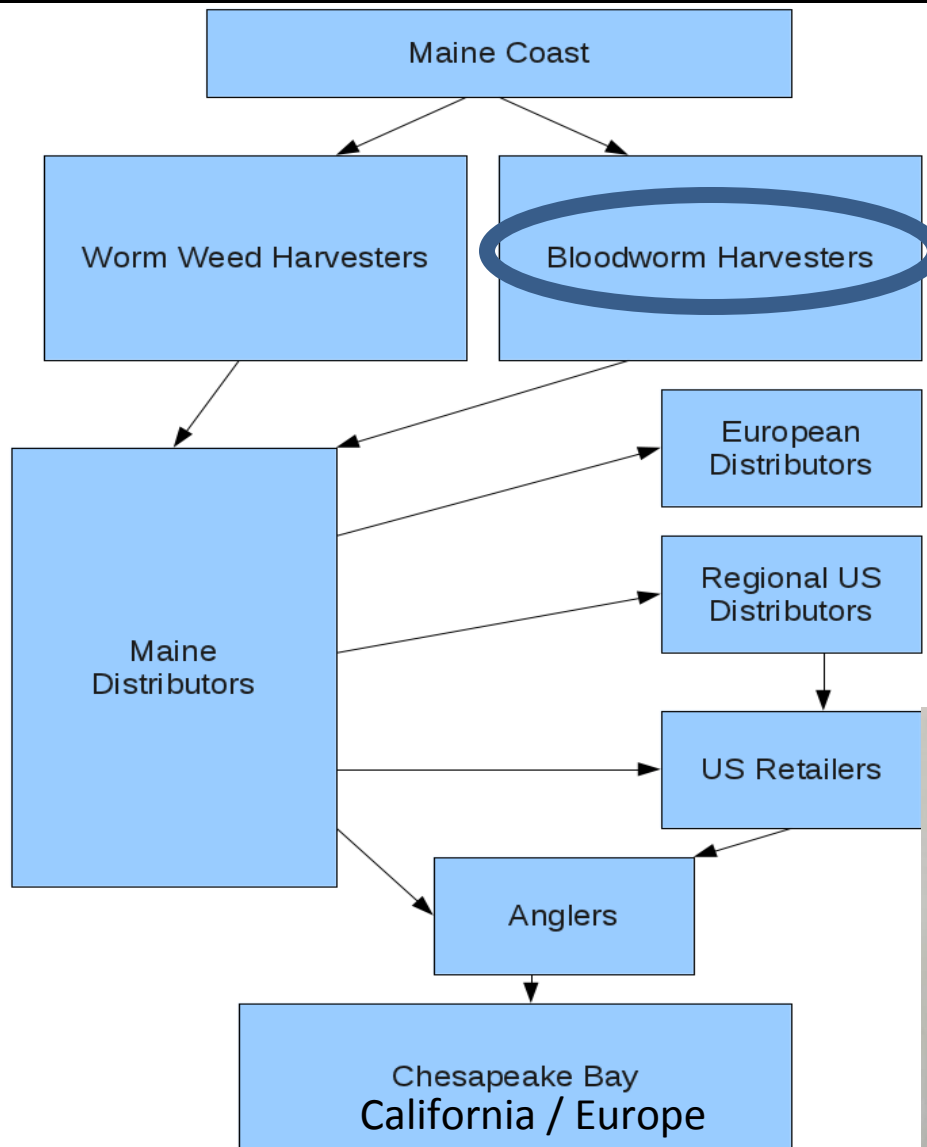 Maine Coast
Worm Weed Harvesters
Bloodworm Harvesters
European
Distributors
Regional US
Distributors
Maine
Distributors
US Retailers
Anglers
Chesapeake Bay
California / Europe